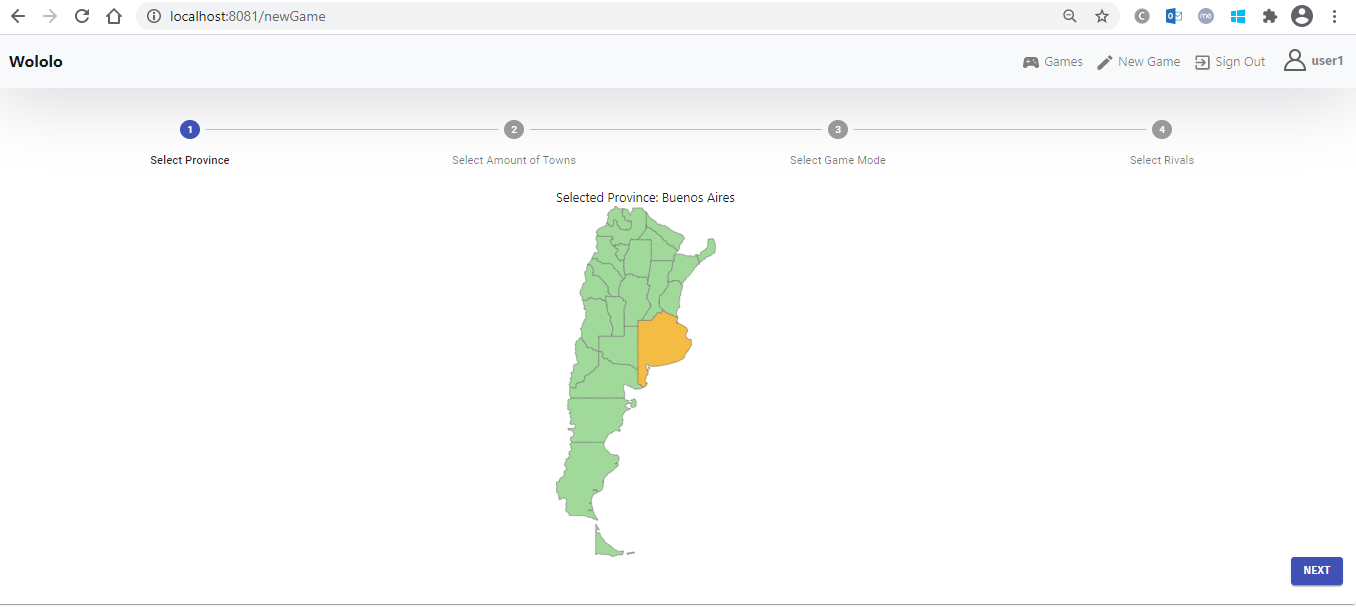 localhost:8081/newGame
Wololo
Games New Game Sign Out user1
1 2 3 4
Select Province Select Amount of Towns Select Game Mode Select Rivals
Selected Province: Buenos Aires
NEXT